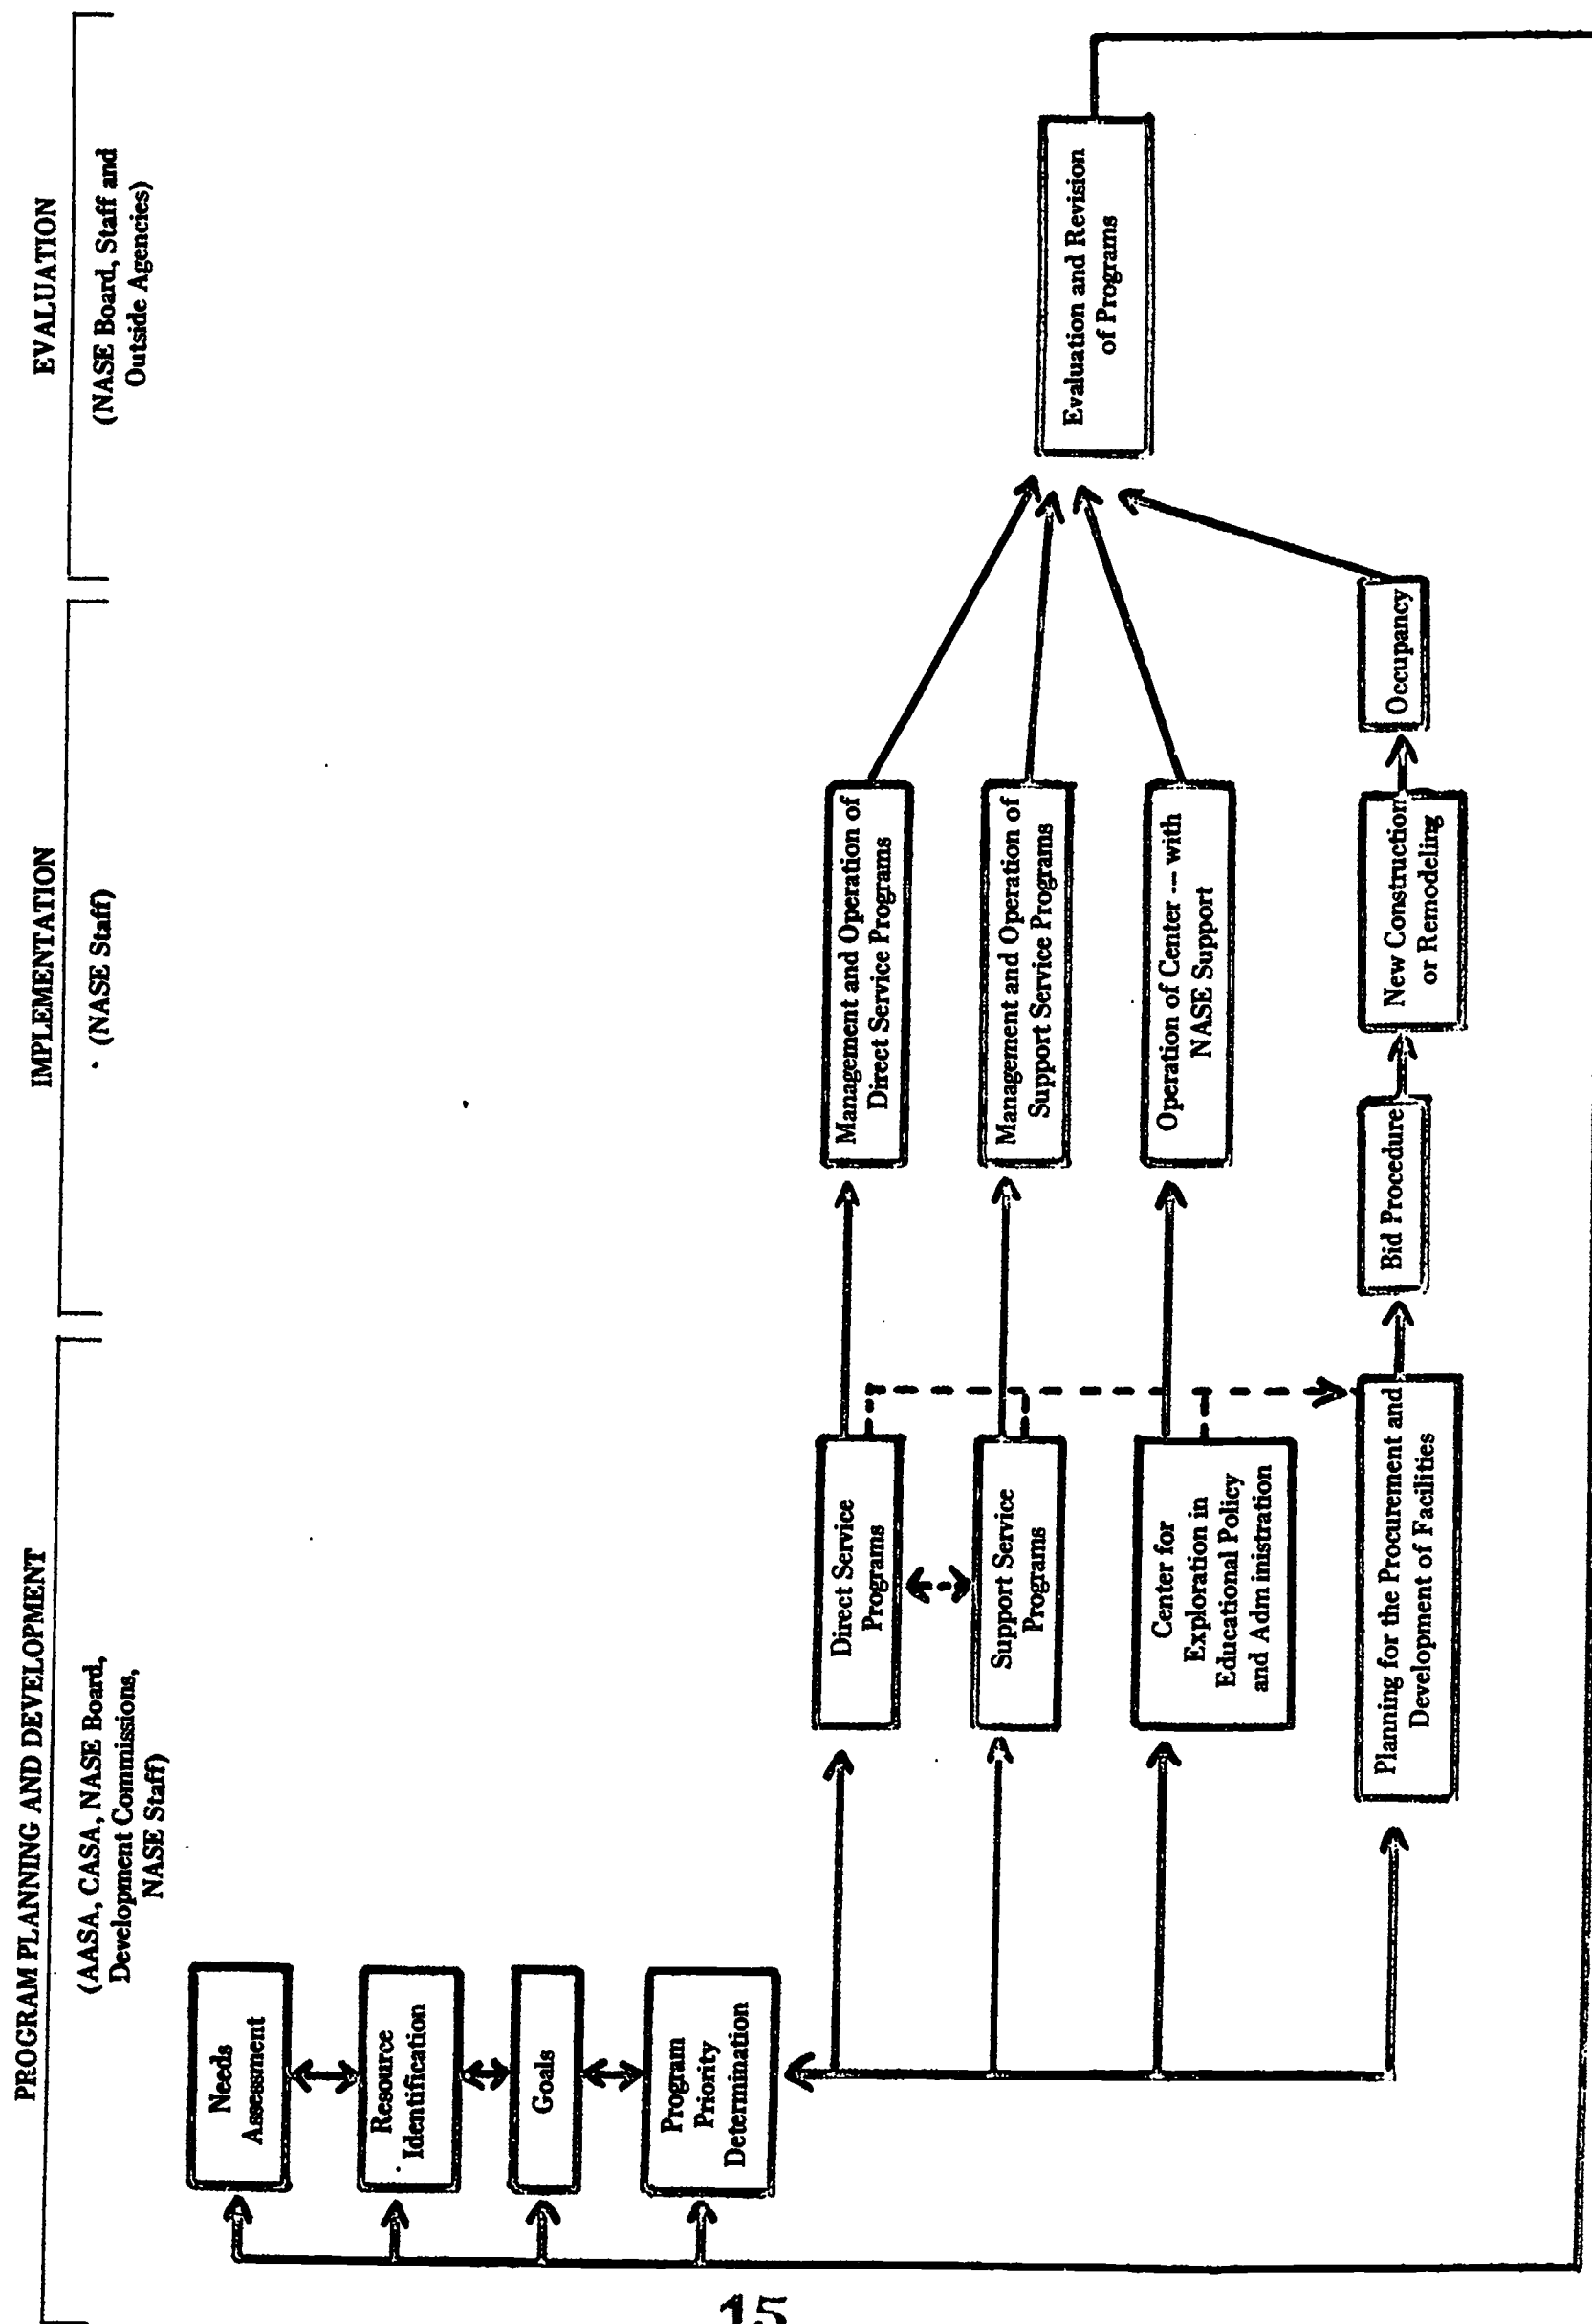 PROGRAM PLANNING AND DEVELOPMENT
(AASA, CASA, NASE Board,
Development Commissions,
NASE Staff)
IMPLEMENTATION
(NASE Staff)
EVALUATION
(NASE Board, Staff and
Outside Agencies)
Needs
Assessment
Resource
Identification
Goals
Program
Priority
Determination
Direct Service
Programs
Support Service
Programs
Center for
Exploration in
Educational Policy
and Adm inistration
Planning for the Procurement and
Development of Facilities
Management and Operation of
Direct Service Programs
Management and Operation of
Support Service Programs
Operation of Center --- with
NASE Support
Bid Procedure
New Construction
or Remodeling
Occupancy
Evaluation and Revision
of Programs
15